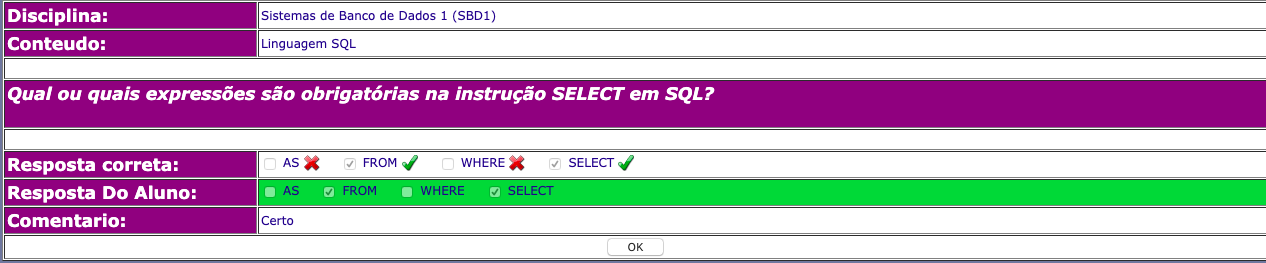 Disciplina: Sistemas de Banco de Dados 1 (SBD1)
Conteudo: Linguagem SQL
Qual ou quais expressões são obrigatórias na instrução SELECT em SQL?
Resposta correta: AS FROM WHERE SELECT
Resposta Do Aluno: AS FROM WHERE SELECT
Comentario: Certo
OK